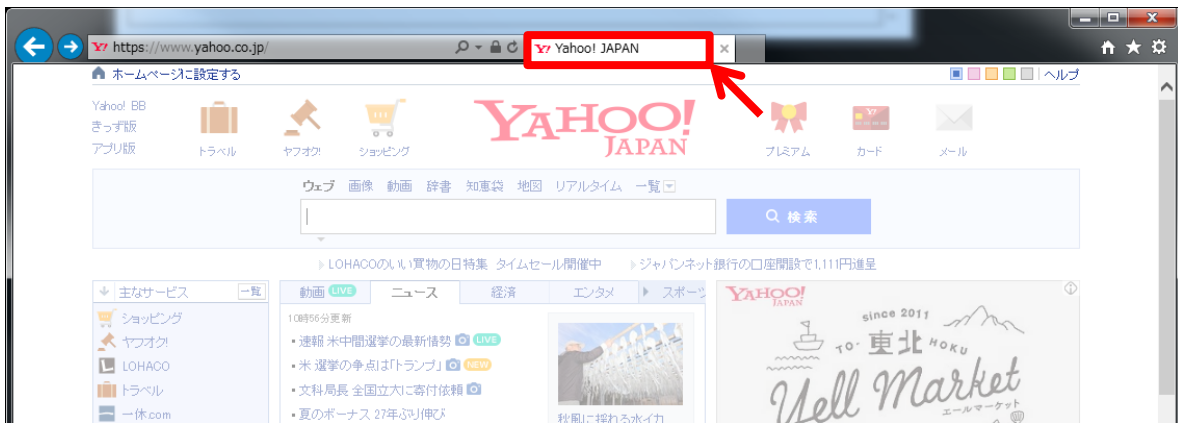 https://www.yahoo.co.jp/
Yahoo! JAPAN
ホームページに設定する
ヘルプ
Yahoo! BB
きっず版
アプリ版
トラベル
ヤフオク!
ショッピング
YAHOO!
JAPAN
プレミアム
カード
メール
ウェブ 画像 動画 辞書 知恵袋 地図 リアルタイム 一覧
検索
LOHACOのいい買物の日特集 タイムセール開催中
ジャパンネット銀行の口座開設で1,111円進呈
主なサービス 一覧
ショッピング
ヤフオク!
LOHACO
トラベル
一休.com
動画 LIVE ニュース 経済 エンタメ スポーツ
10時56分更新
速報 米中間選挙の最新情勢 LIVE
米 選挙の争点は「トランプ」 NEW
文科局長 全国立大に寄付依頼
夏のボーナス 27年ぶり伸び
秋風に揺れる水イカ
YAHOO!
JAPAN
since 2011
TO- 東北 HOKU
Yell Market
エールマーケット